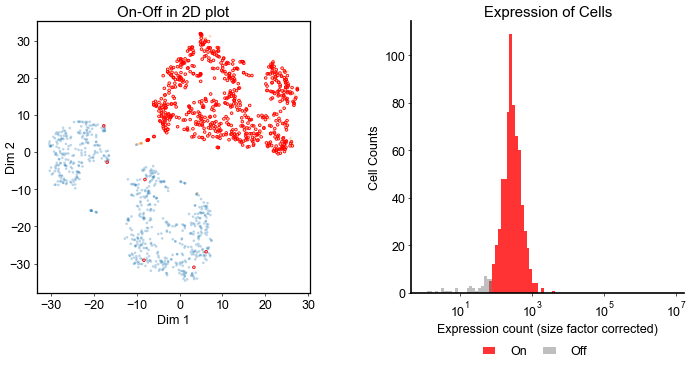 On-Off in 2D plot
30
20
10
0
−10
−20
−30
Dim 2
−30 −20 −10 0 10 20 30
Dim 1
Expression of Cells
100
80
60
40
20
0
Cell Counts
10^1 10^3 10^5 10^7
Expression count (size factor corrected)
On Off